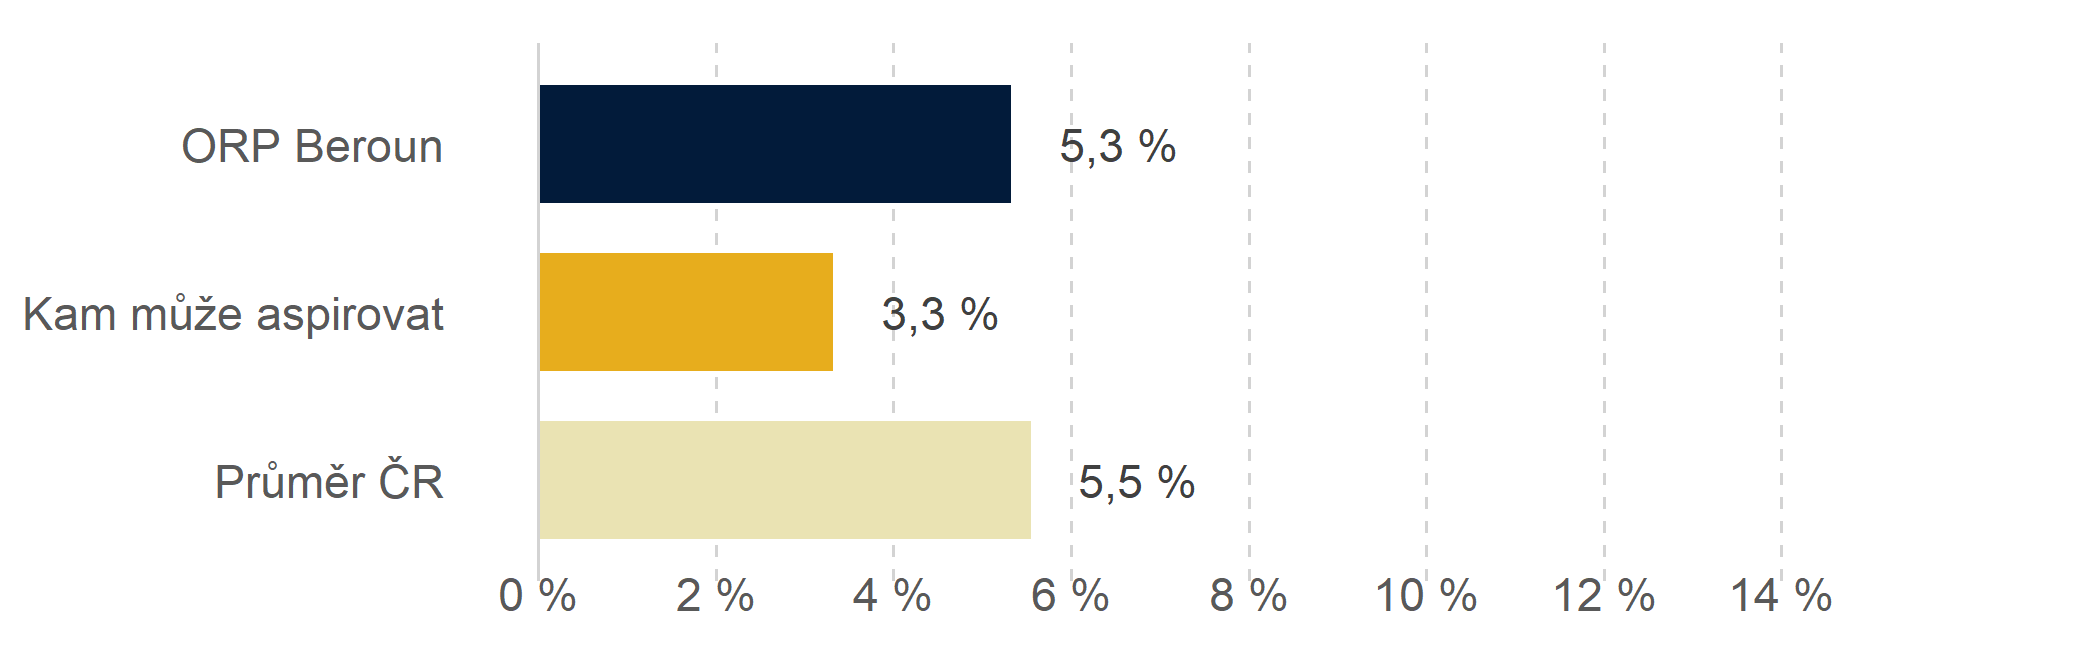 ORP Beroun 5,3 %
Kam může aspirovat 3,3 %
Průměr ČR 5,5 %
0 % 2 % 4 % 6 % 8 % 10 % 12 % 14 %